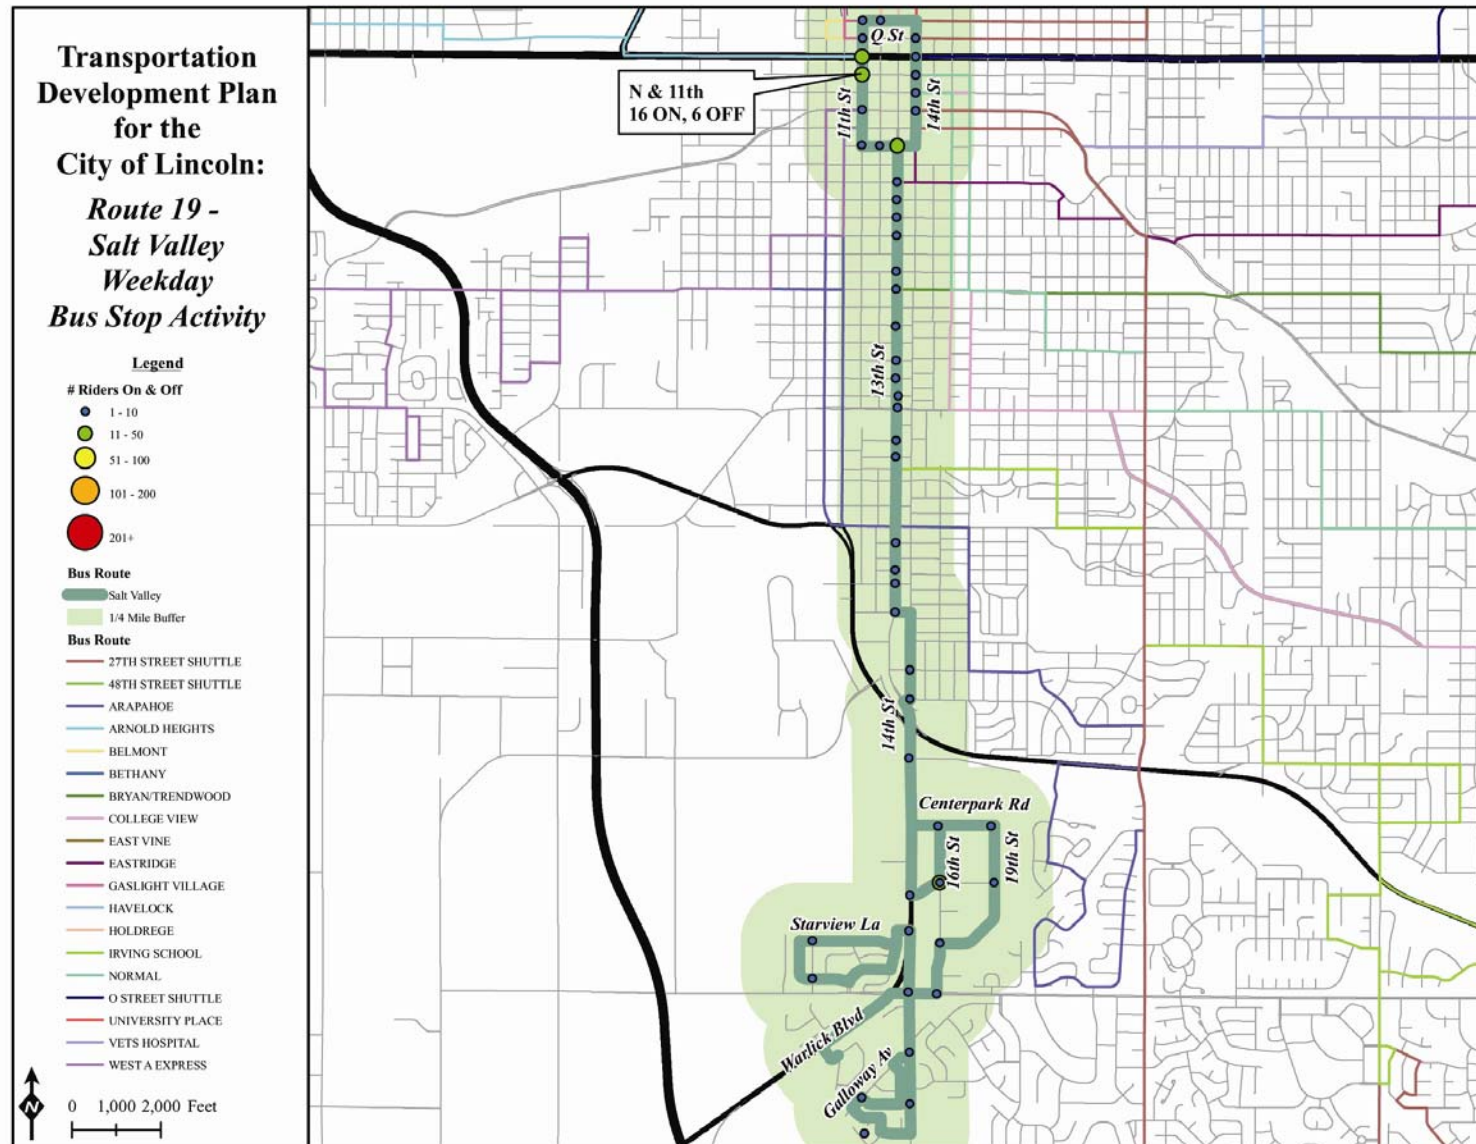 Transportation
Development Plan
for the
City of Lincoln:
Route 19 -
Salt Valley
Weekday
Bus Stop Activity
Legend
# Riders On & Off
1 - 10
11 - 50
51 - 100
101 - 200
201+
Bus Route
Salt Valley
1/4 Mile Buffer
Bus Route
27TH STREET SHUTTLE
48TH STREET SHUTTLE
ARAPAHOE
ARNOLD HEIGHTS
BELMONT
BETHANY
BRYAN/TRENDWOOD
COLLEGE VIEW
EAST VINE
EASTRIDGE
GASLIGHT VILLAGE
HAVELOCK
HOLDREGE
IRVING SCHOOL
NORMAL
O STREET SHUTTLE
UNIVERSITY PLACE
VETS HOSPITAL
WEST A EXPRESS
N
0 1,000 2,000 Feet
Q St
N & 11th
16 ON, 6 OFF
11th St
14th St
13th St
14th St
Centerpark Rd
16th St
19th St
Starview La
Warlick Blvd
Galloway Av